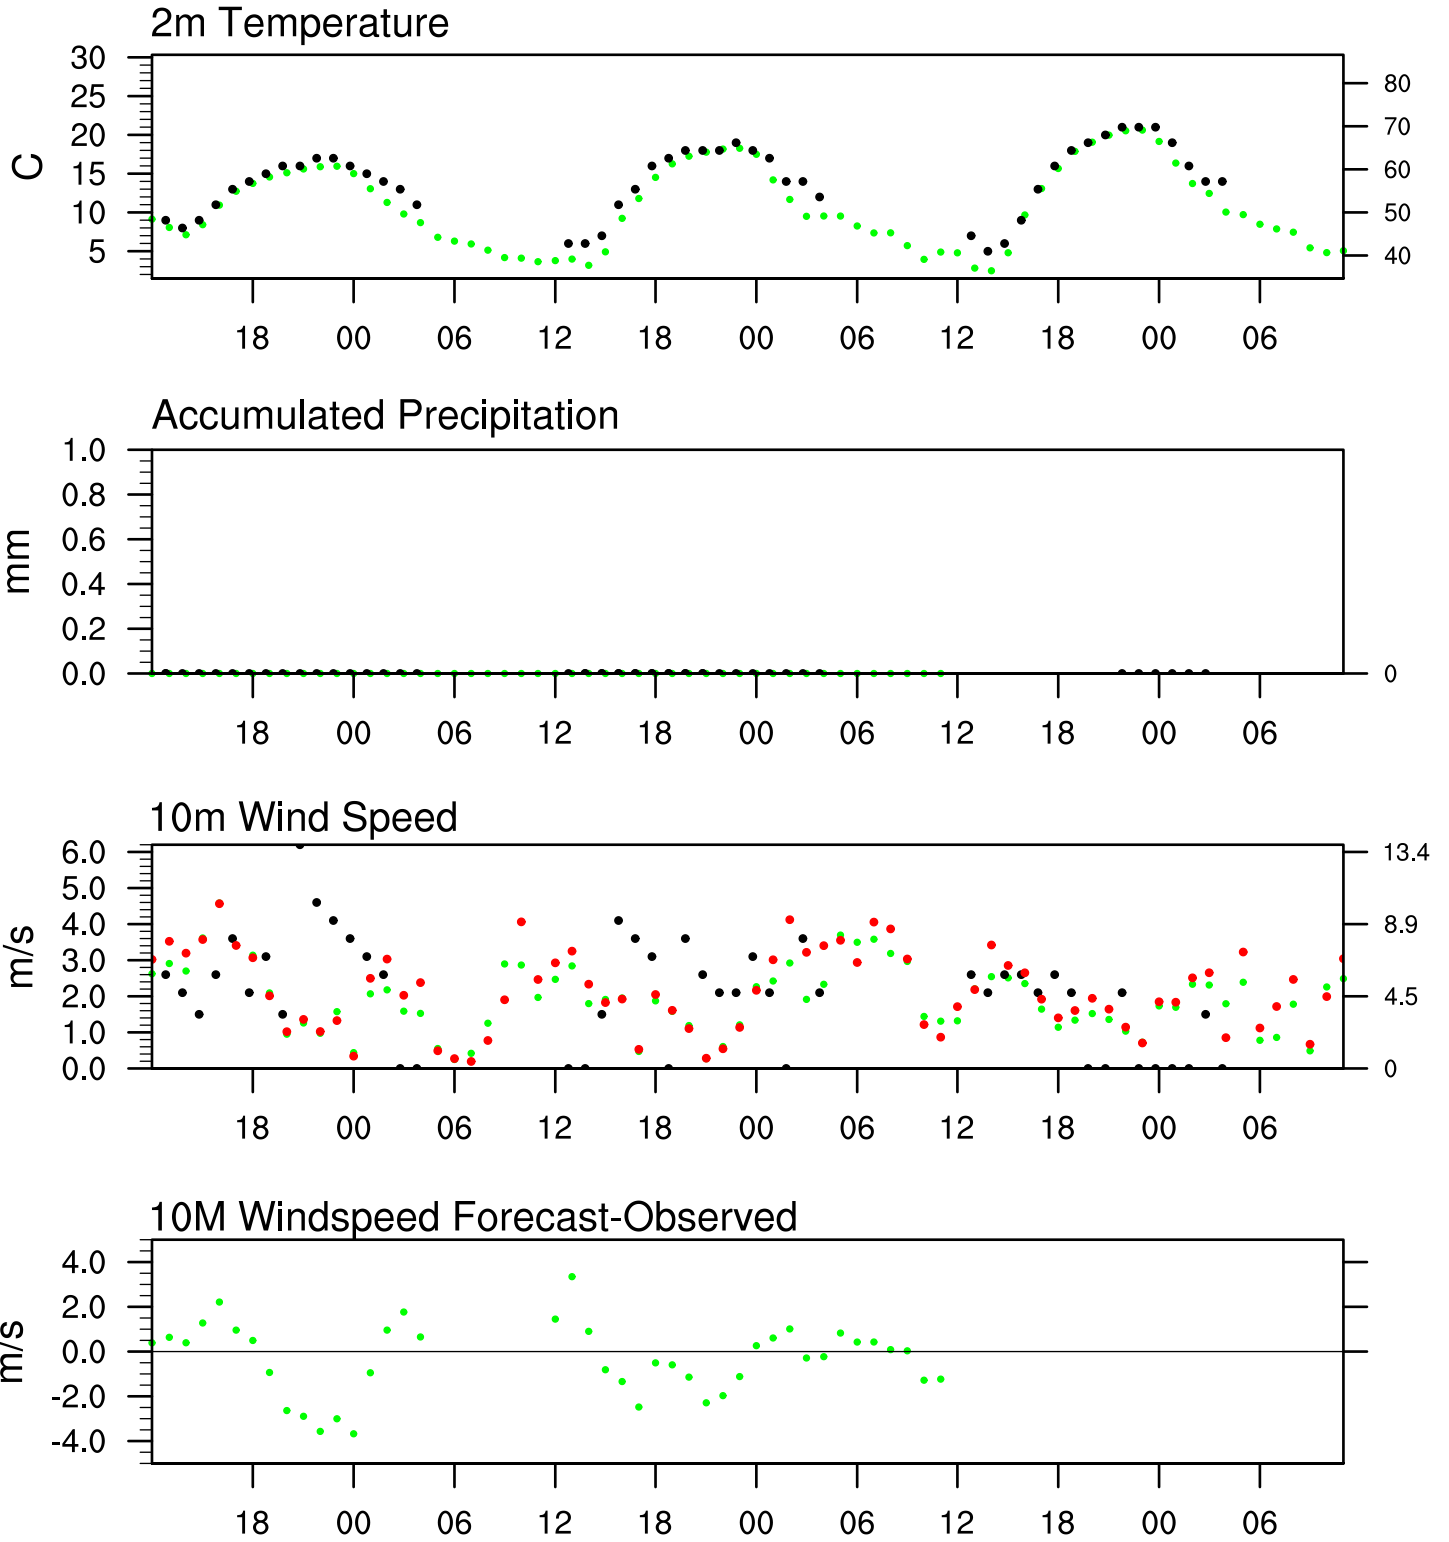 2m Temperature
30
25
20
15
10
5
C
80
70
60
50
40
18 00 06 12 18 00 06 12 18 00 06
Accumulated Precipitation
1.0
0.8
0.6
0.4
0.2
0.0
mm
0
18 00 06 12 18 00 06 12 18 00 06
10m Wind Speed
6.0
5.0
4.0
3.0
2.0
1.0
0.0
m/s
13.4
8.9
4.5
0
18 00 06 12 18 00 06 12 18 00 06
10M Windspeed Forecast-Observed
4.0
2.0
0.0
-2.0
-4.0
m/s
18 00 06 12 18 00 06 12 18 00 06